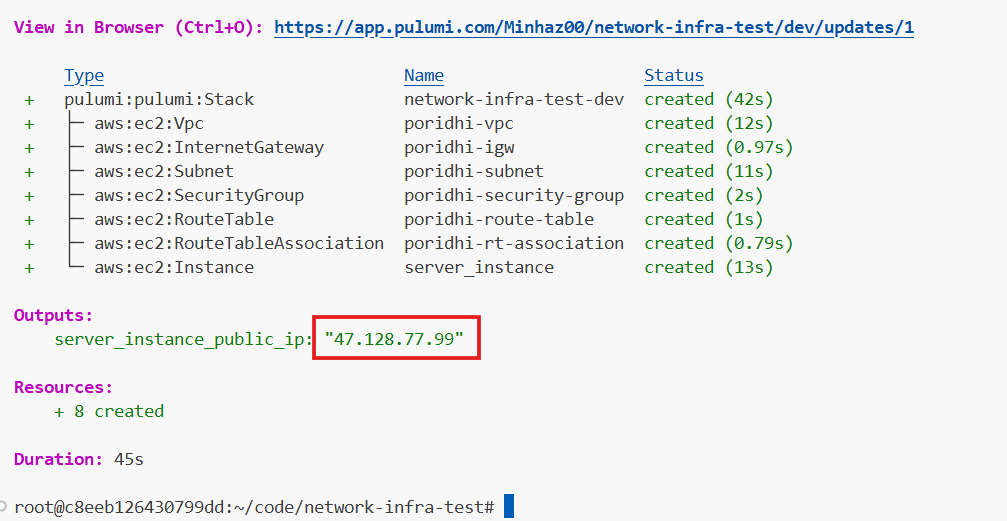 View in Browser (Ctrl+O): https://app.pulumi.com/Minhaz00/network-infra-test/dev/updates/1
Type Name Status
+ pulumi:pulumi:Stack network-infra-test-dev created (42s)
+ ├─ aws:ec2:Vpc poridhi-vpc created (12s)
+ ├─ aws:ec2:InternetGateway poridhi-igw created (0.97s)
+ ├─ aws:ec2:Subnet poridhi-subnet created (11s)
+ ├─ aws:ec2:SecurityGroup poridhi-security-group created (2s)
+ ├─ aws:ec2:RouteTable poridhi-route-table created (1s)
+ ├─ aws:ec2:RouteTableAssociation poridhi-rt-association created (0.79s)
+ └─ aws:ec2:Instance server_instance created (13s)
Outputs:
server_instance_public_ip: "47.128.77.99"
Resources:
+ 8 created
Duration: 45s
root@c8eeb126430799dd:~/code/network-infra-test#